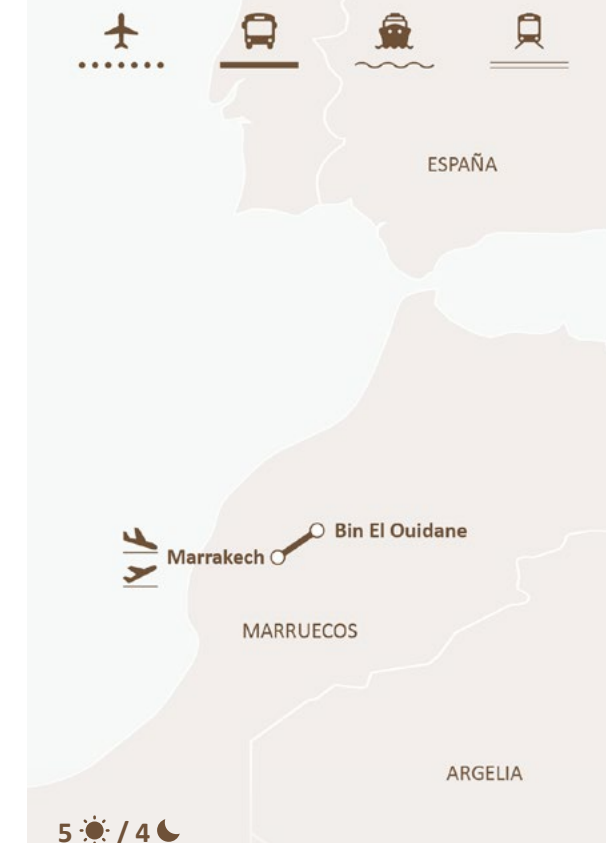 ESPAÑA
Bin El Ouidane
Marrakech
MARRUECOS
ARGELIA
5 / 4